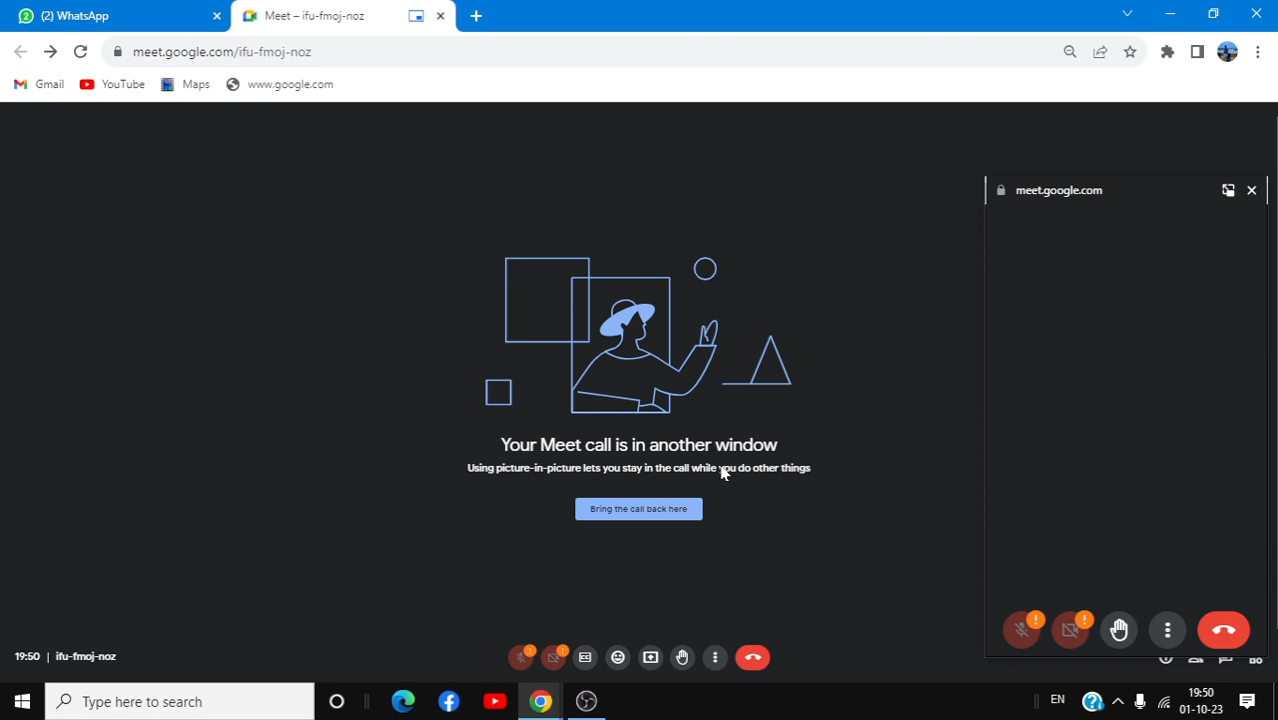 (2) WhatsApp
Meet – ifu-fmoj-noz
meet.google.com/ifu-fmoj-noz
Gmail
YouTube
Maps
www.google.com
meet.google.com
Your Meet call is in another window
Using picture-in-picture lets you stay in the call while you do other things
Bring the call back here
19:50 | ifu-fmoj-noz
Type here to search
EN
19:50
01-10-23